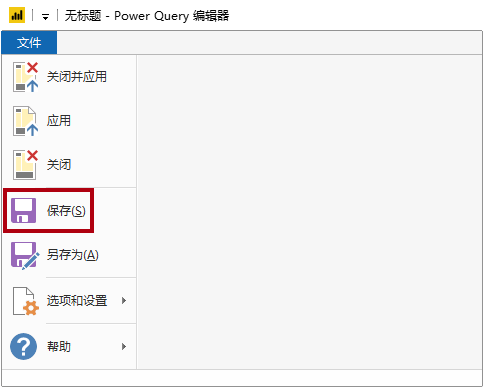 无标题 - Power Query 编辑器
文件
关闭并应用
应用
关闭
保存(S)
另存为(A)
选项和设置
帮助